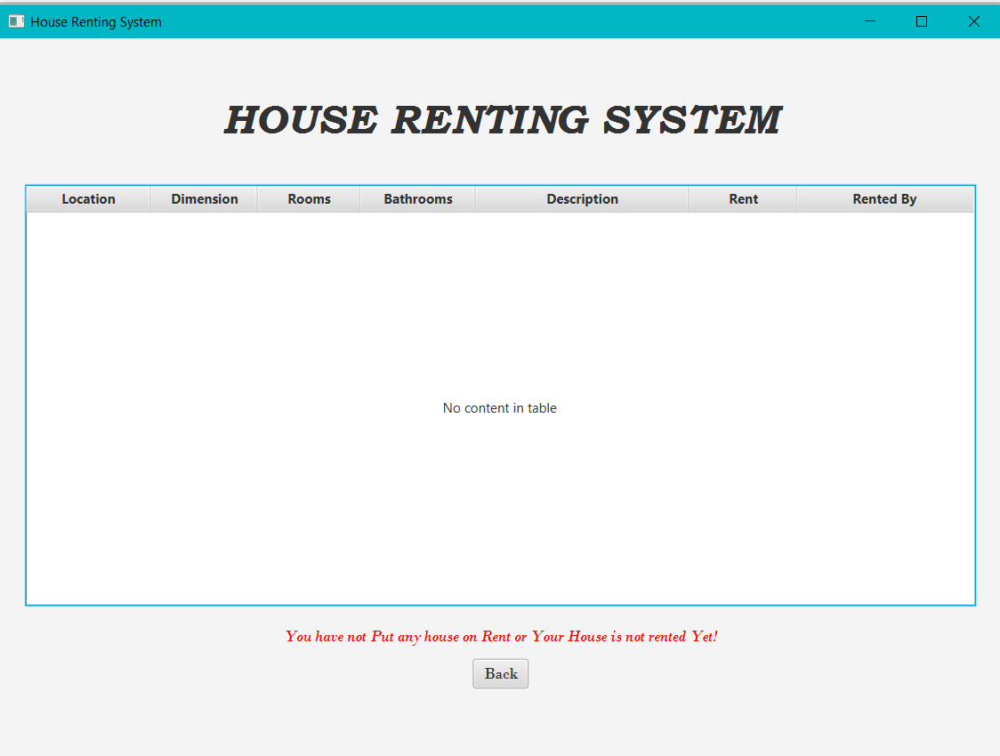 House Renting System
HOUSE RENTING SYSTEM
Location Dimension Rooms Bathrooms Description Rent Rented By
No content in table
You have not Put any house on Rent or Your House is not rented Yet!
Back